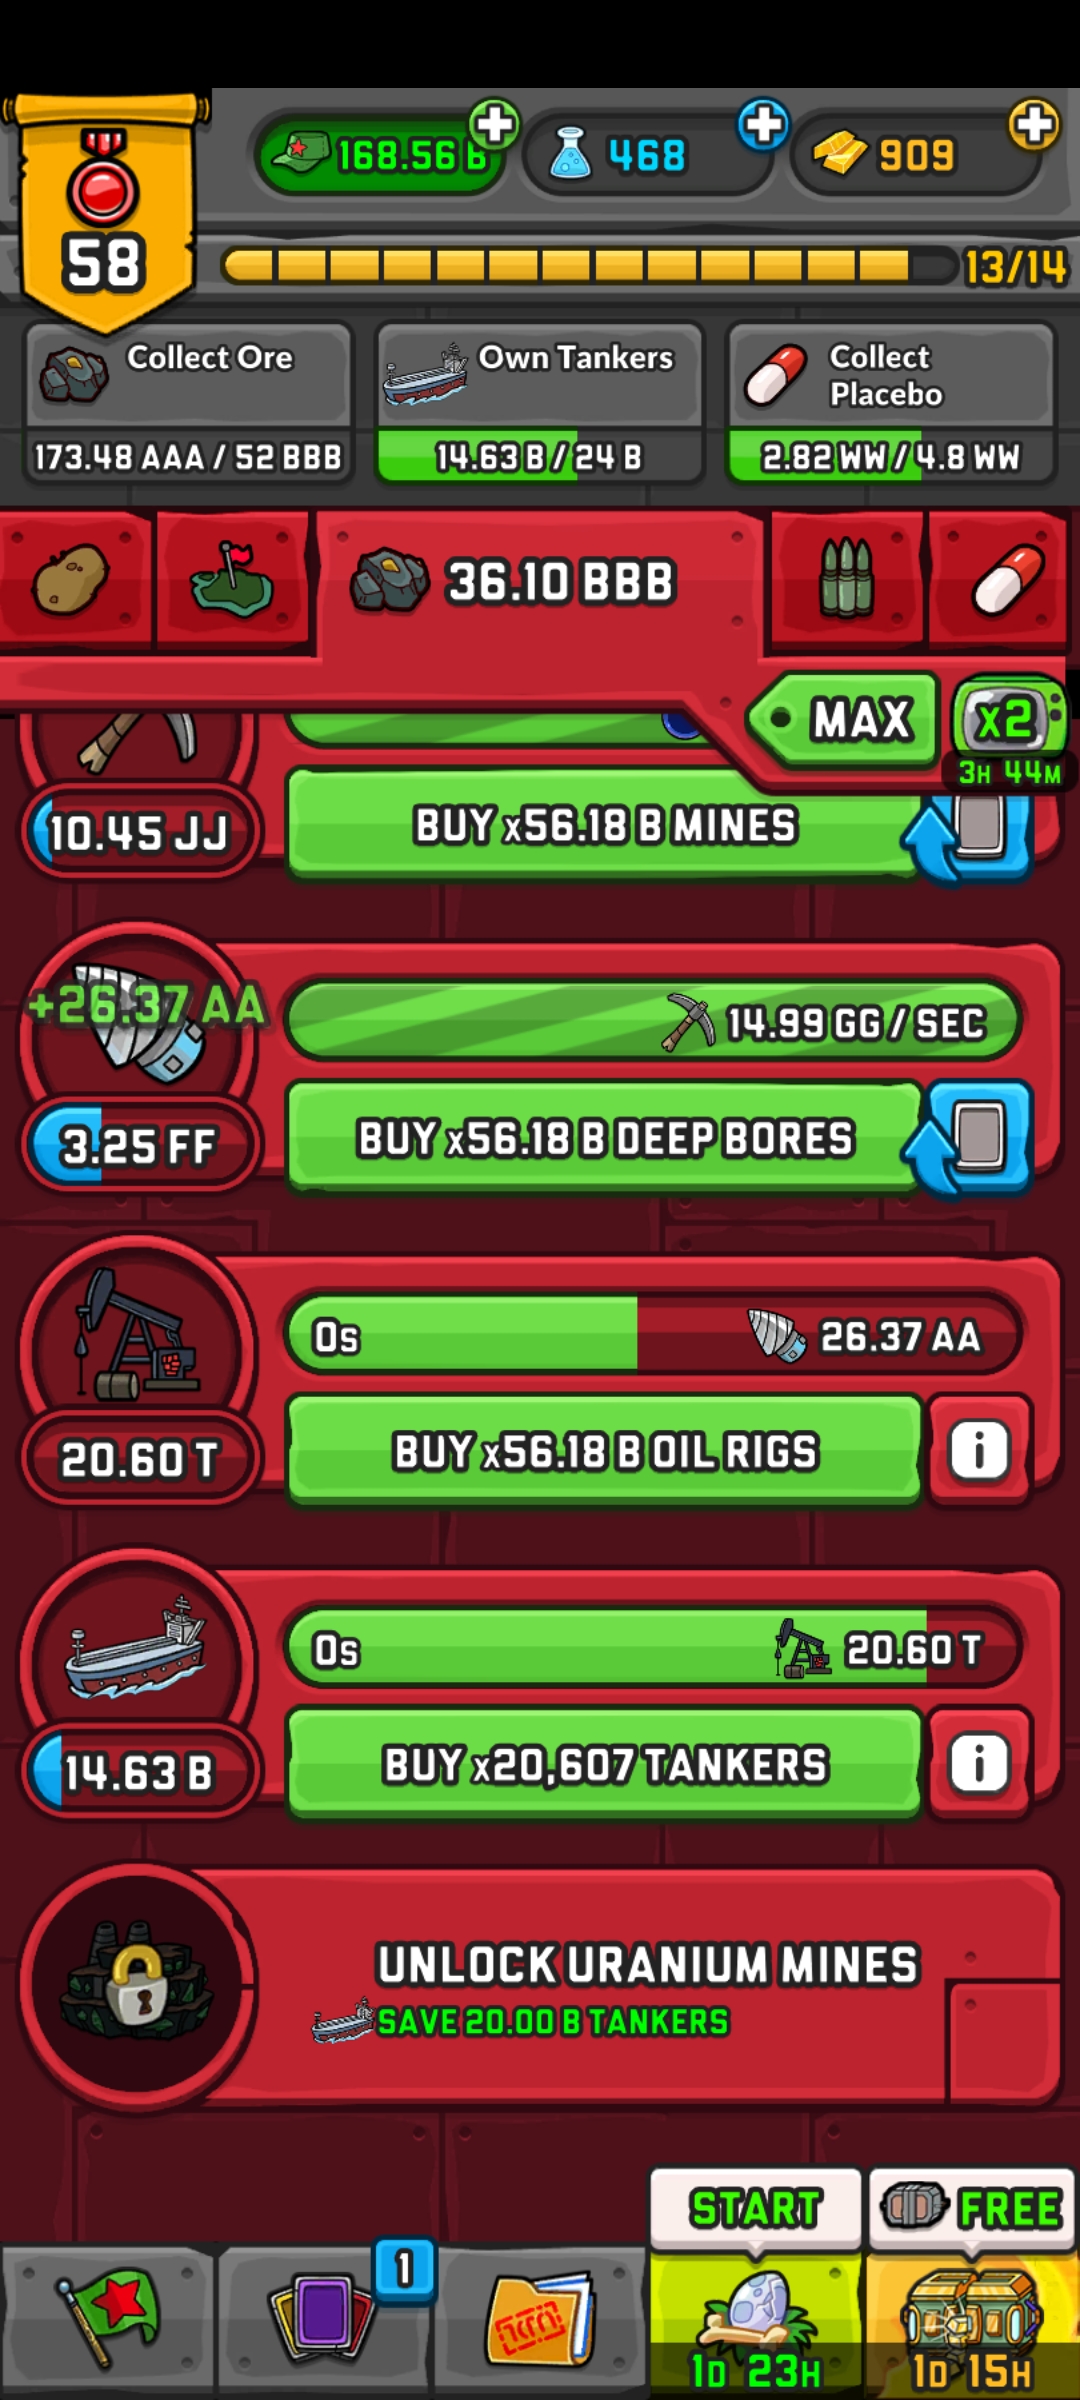 58
168.56 B
468
909
13/14
Collect Ore
173.48 AAA / 52 BBB
Own Tankers
14.63 B / 24 B
Collect
Placebo
2.82 WW / 4.8 WW
36.10 BBB
MAX
x2
3H 44M
10.45 JJ
BUY x56.18 B MINES
+26.37 AA
14.99 GG / SEC
3.25 FF
BUY x56.18 B DEEP BORES
0s
26.37 AA
20.60 T
BUY x56.18 B OIL RIGS
i
0s
20.60 T
14.63 B
BUY x20,607 TANKERS
i
UNLOCK URANIUM MINES
SAVE 20.00 B TANKERS
START
FREE
1
1D 23H
1D 15H